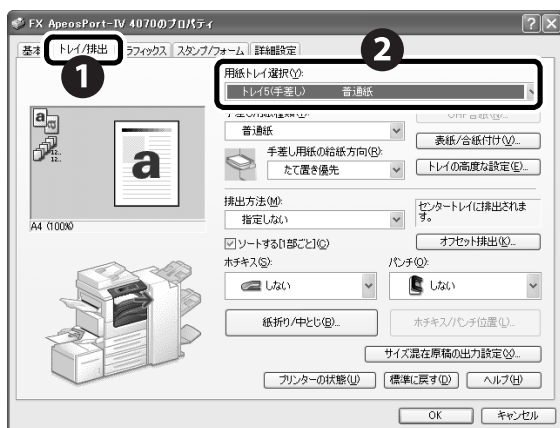 FX ApeosPort-IV 4070のプロパティ
基本 トレイ/排出 グラフィックス スタンプ/フォーム 詳細設定
1
2
用紙トレイ選択(Y):
トレイ5(手差し) 普通紙
普通紙
表紙/合紙付け(V)...
手差し用紙の給紙方向(R):
たて置き優先
トレイの高度な設定(E)...
a
a
12..
12..
A4 (100%)
排出方法(M):
指定しない
センタートレイに排出されます。
ソートする[1部ごと](C)
オフセット排出(K)...
ホチキス(S):
パンチ(O):
しない
しない
紙折り/中とじ(B)...
ホチキス/パンチ位置(L)...
サイズ混在原稿の出力設定(X)...
プリンターの状態(U)
標準に戻す(D)
ヘルプ(H)
OK
キャンセル